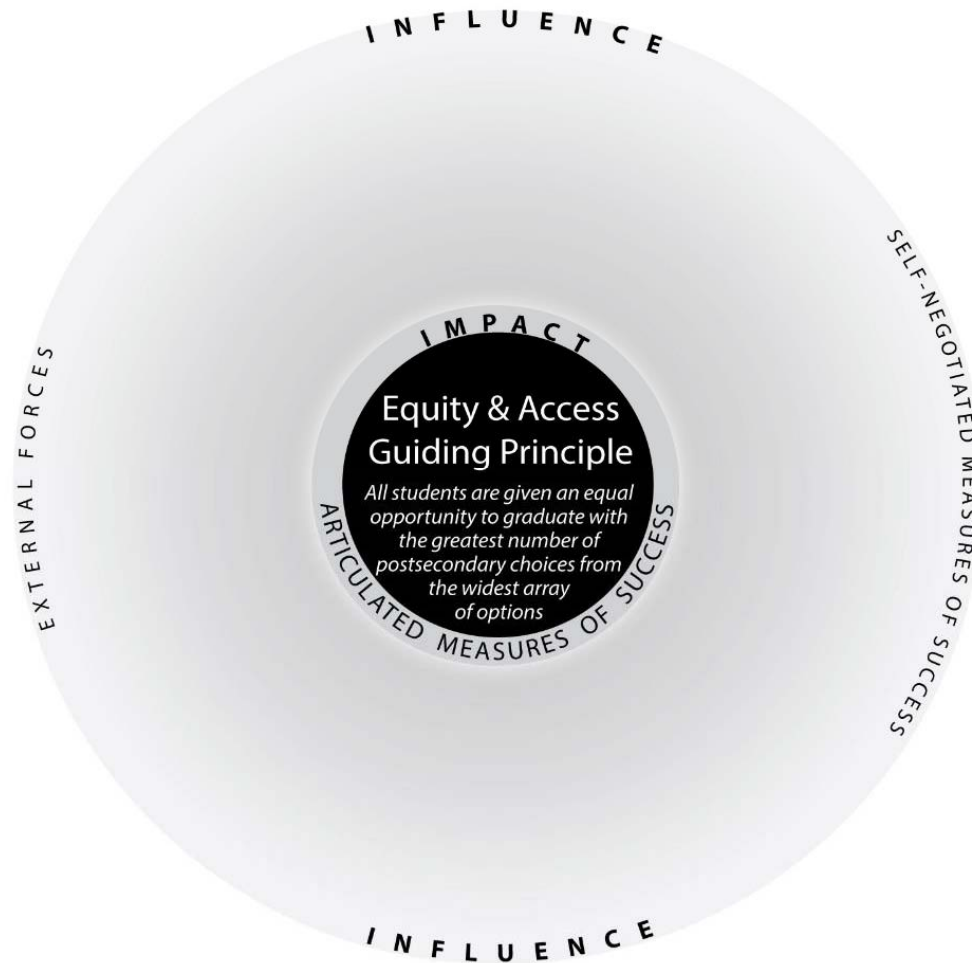 INFLUENCE
EXTERNAL FORCES
SELF-NEGOTIATED MEASURES OF SUCCESS
IMPACT
Equity & Access
Guiding Principle
All students are given an equal
opportunity to graduate with
the greatest number of
postsecondary choices from
the widest array
of options
ARTICULATED MEASURES OF SUCCESS
INFLUENCE